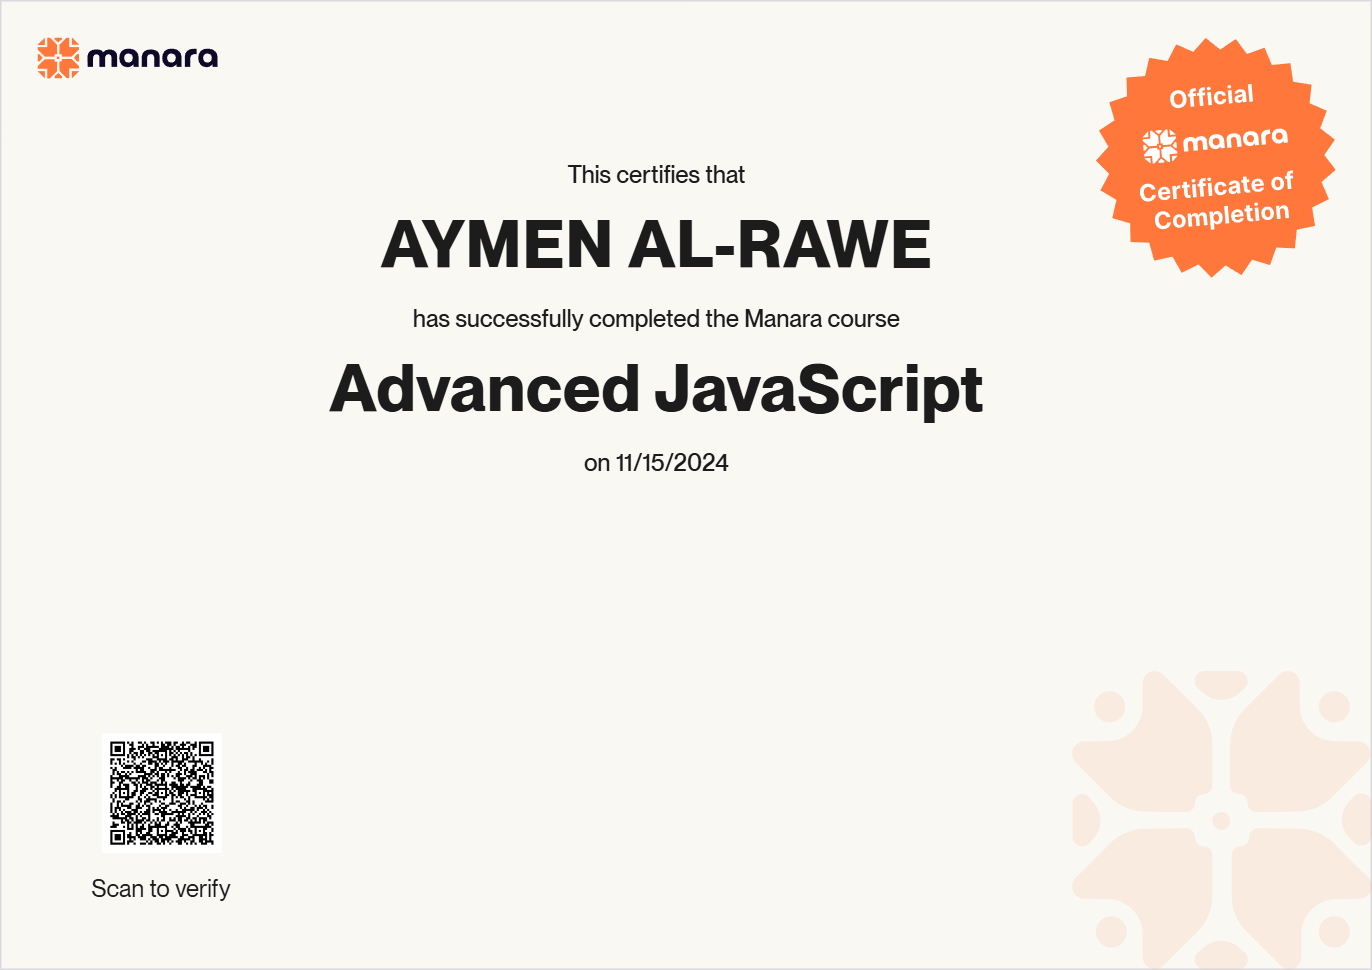 manara
Official
manara
Certificate of
Completion
This certifies that
AYMEN AL-RAWE
has successfully completed the Manara course
Advanced JavaScript
on 11/15/2024
Scan to verify